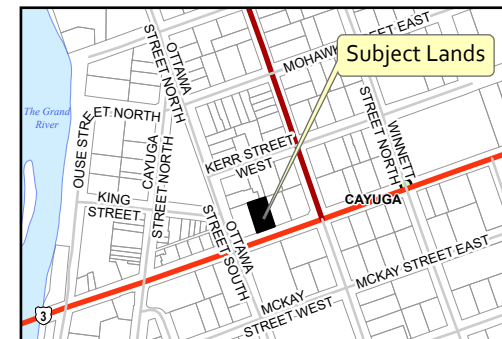 Subject Lands
OTTAWA
STREET NORTH
MOHAWK STREET EAST
The Grand
River
OUSE STREET NORTH
CAYUGA
STREET NORTH
KERR STREET
WEST
WINNETT
STREET NORTH
KING
STREET
CAYUGA
OTTAWA
STREET SOUTH
MCKAY STREET EAST
MCKAY
STREET WEST
3